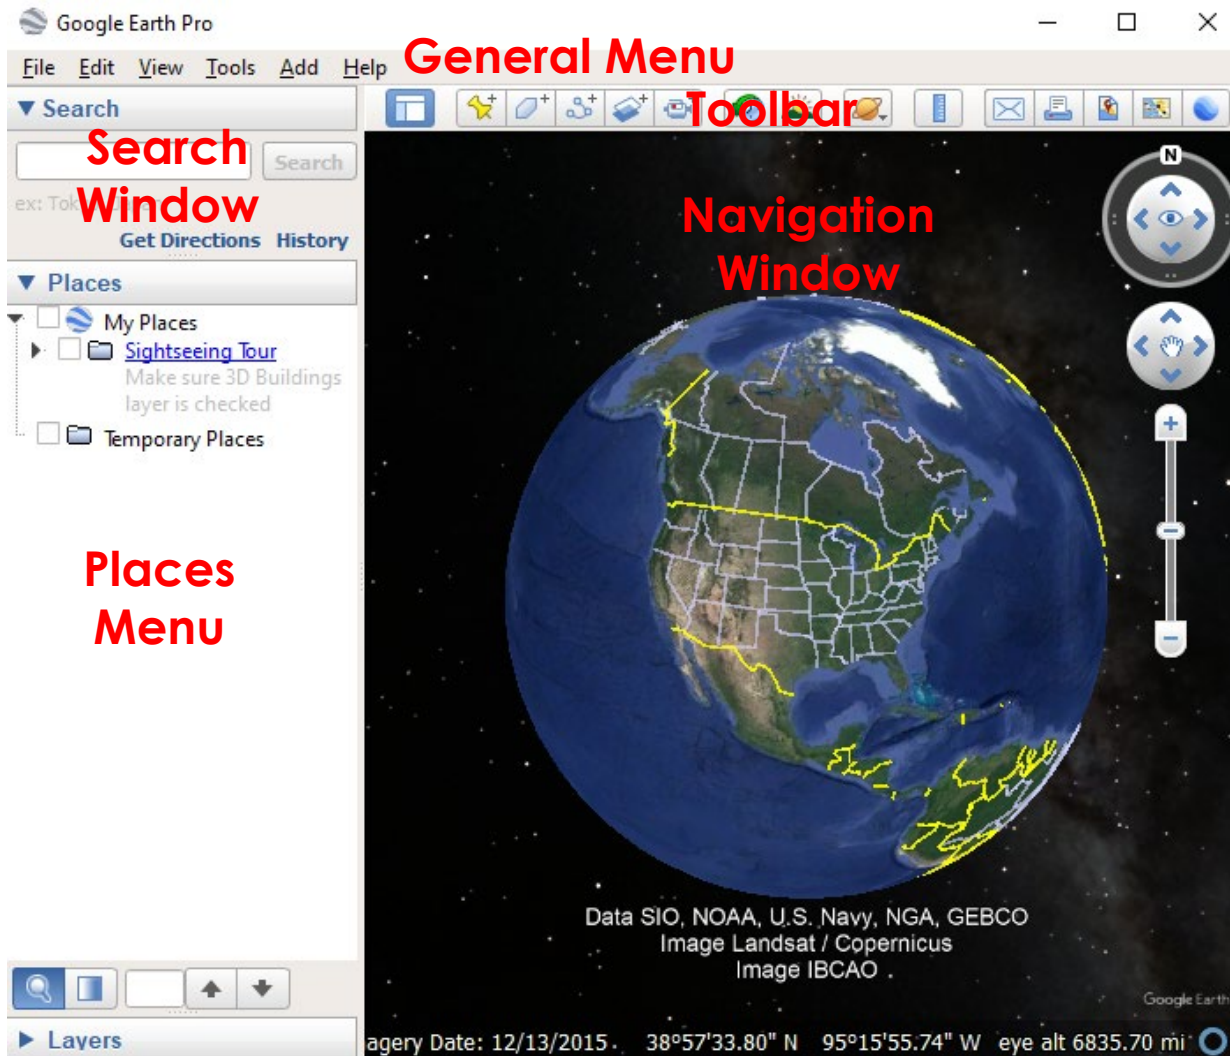 Google Earth Pro
File Edit View Tools Add Help
General Menu
Toolbar
Search
Search
Window
Search
ex: Tok
Get Directions History
Navigation
Window
N
Places
My Places
Sightseeing Tour
Make sure 3D Buildings
layer is checked
Temporary Places
Places
Menu
Data SIO, NOAA, U.S. Navy, NGA, GEBCO
Image Landsat / Copernicus
Image IBCAO
Google Earth
Layers
agery Date: 12/13/2015 38°57'33.80" N 95°15'55.74" W eye alt 6835.70 mi